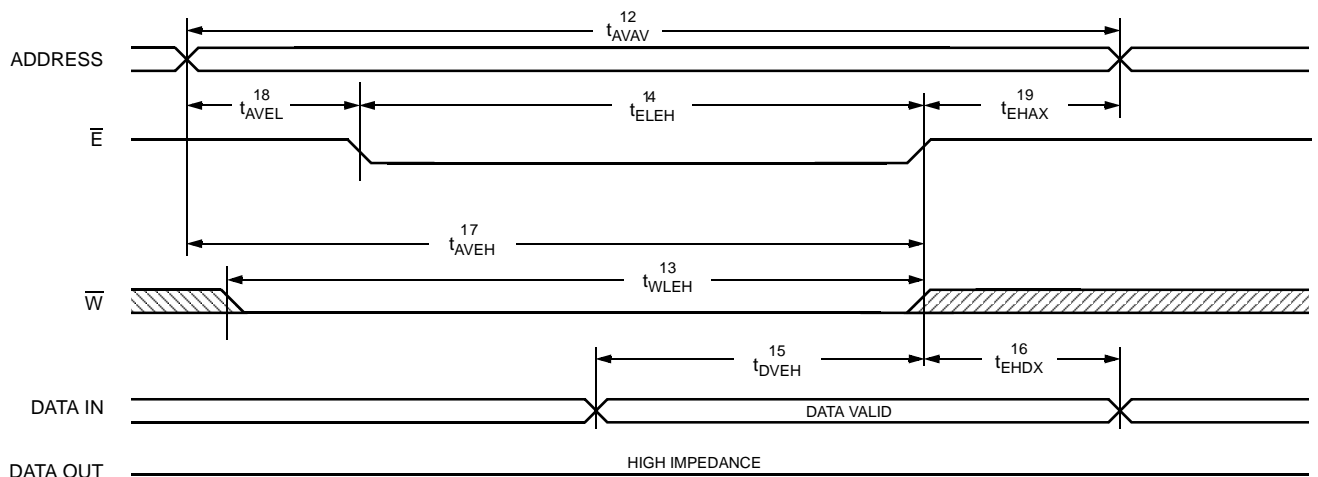 12
tAVAV
ADDRESS
18
tAVEL
14
tELEH
19
tEHAX
E
17
tAVEH
13
tWLEH
W
15
tDVEH
16
tEHDX
DATA IN
DATA VALID
HIGH IMPEDANCE
DATA OUT